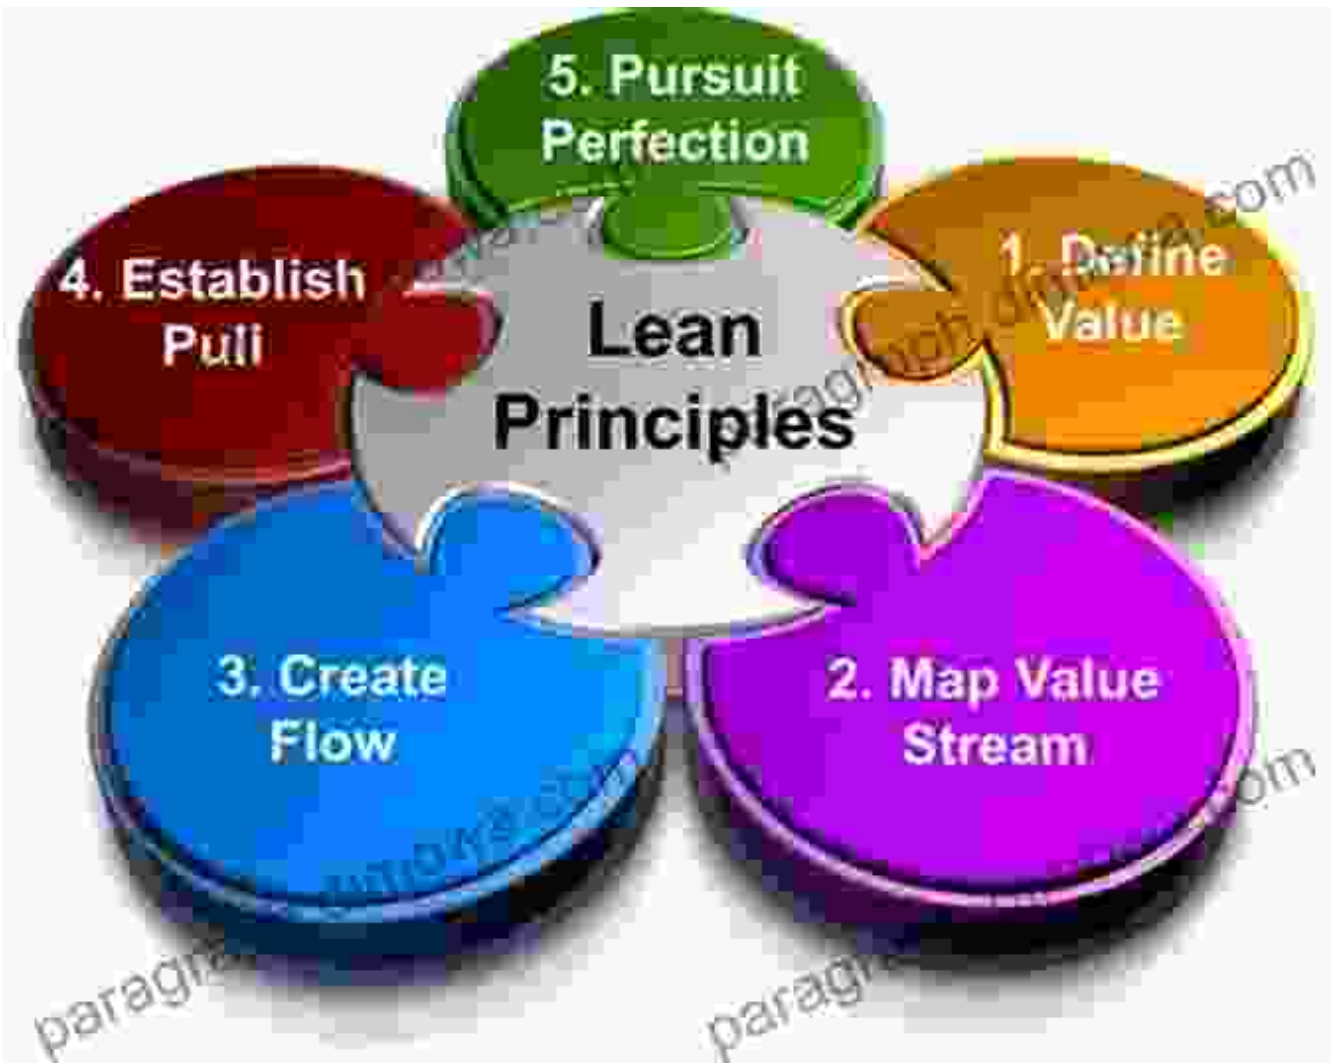 5. Pursuit
Perfection
4. Establish
Pull
1. Define
Value
Lean
Principles
3. Create
Flow
2. Map Value
Stream